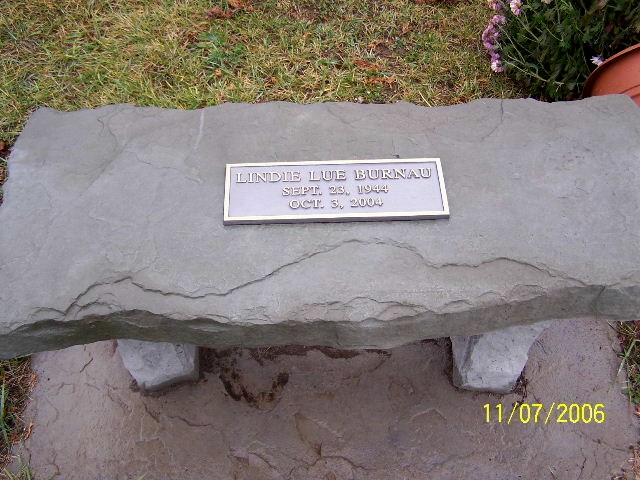 LINDIE LUE BURNAU
SEPT. 23, 1944
OCT. 3, 2004
11/07/2006